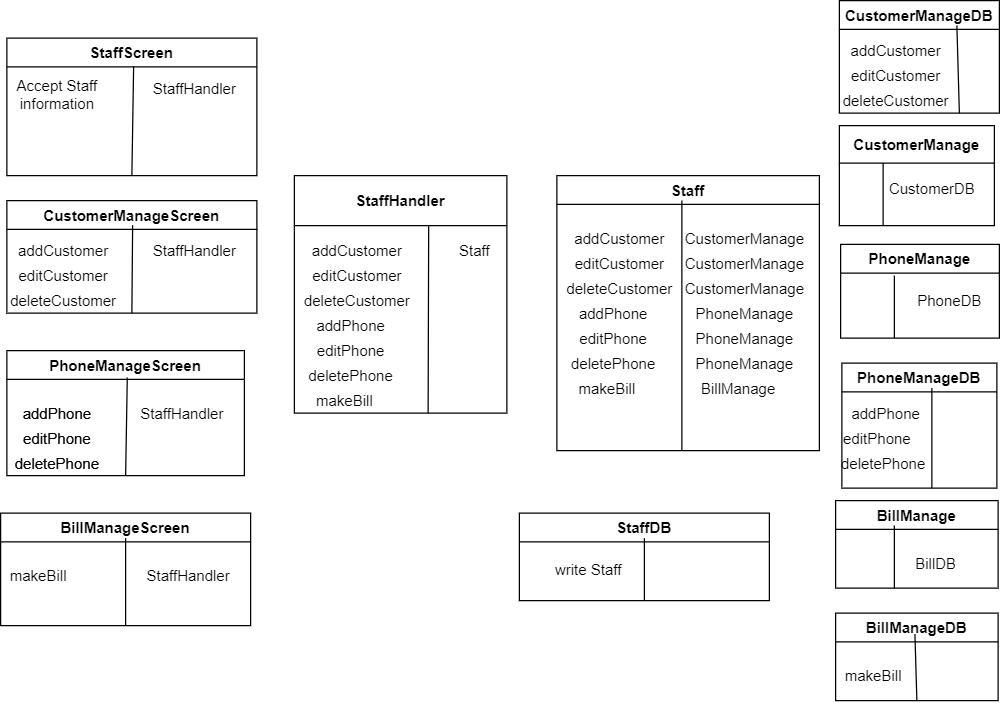 StaffScreen
Accept Staff
information
StaffHandler
CustomerManageScreen
addCustomer
StaffHandler
editCustomer
deleteCustomer
PhoneManageScreen
addPhone
StaffHandler
editPhone
deletePhone
BillManageScreen
makeBill
StaffHandler
StaffHandler
addCustomer
Staff
editCustomer
deleteCustomer
addPhone
editPhone
deletePhone
makeBill
Staff
addCustomer CustomerManage
editCustomer CustomerManage
deleteCustomer CustomerManage
addPhone PhoneManage
editPhone PhoneManage
deletePhone PhoneManage
makeBill BillManage
StaffDB
write Staff
CustomerManageDB
addCustomer
editCustomer
deleteCustomer
CustomerManage
CustomerDB
PhoneManage
PhoneDB
PhoneManageDB
addPhone
editPhone
deletePhone
BillManage
BillDB
BillManageDB
makeBill